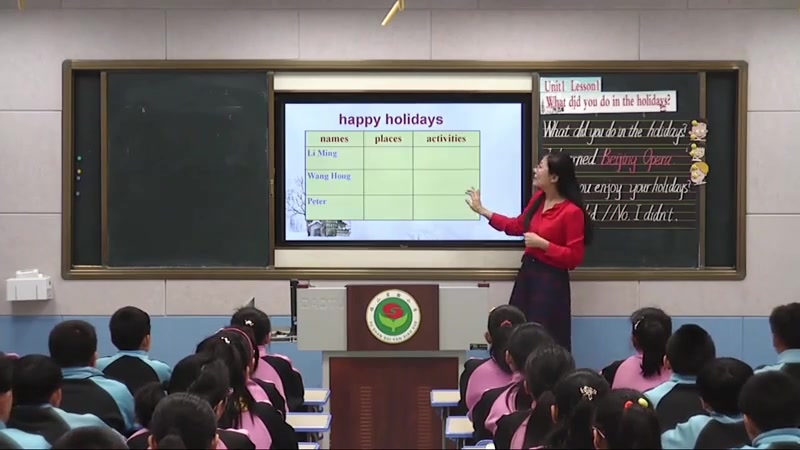 happy holidays
names places activities
Li Ming
Wang Hong
Peter
Unit1 Lesson1
What did you do in the holidays?
What did you do in the holidays?
learned Beijing Opera
you enjoy your holidays?
/ No. I didn't.